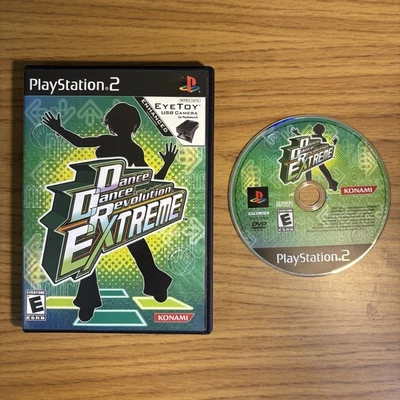 PlayStation 2
ENHANCED
EYETOY
USB CAMERA
Dance
Dance
Revolution
EXTREME
EVERYONE
E
ESRB
KONAMI
Dance
Dance
Revolution
EXTREME
KONAMI
E
DVD
PlayStation 2